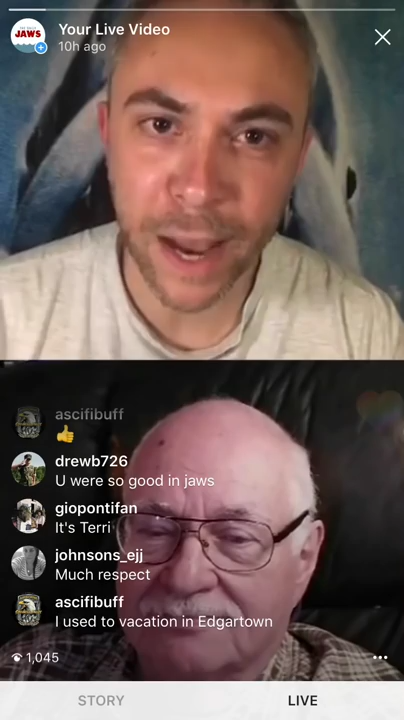 JAWS
Your Live Video
10h ago
ascifibuff
👍
drewb726
U were so good in jaws
giopontifan
It's Terri
johnsons_ejj
Much respect
ascifibuff
I used to vacation in Edgartown
1,045
STORY
LIVE